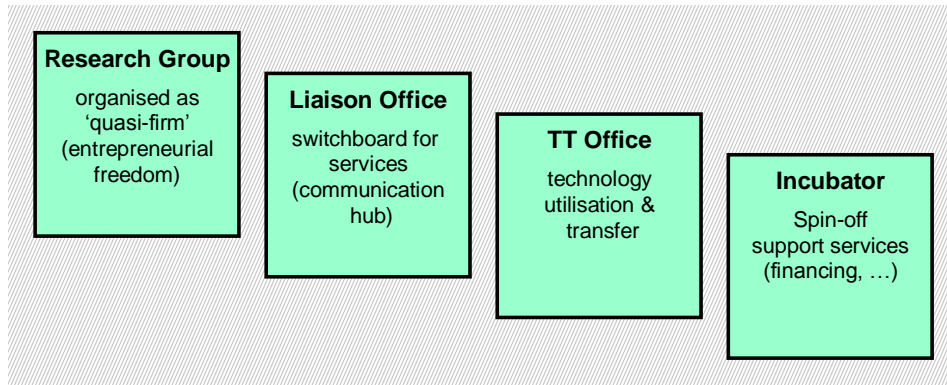 Research Group
organised as
‘quasi-firm’
(entrepreneurial
freedom)
Liaison Office
switchboard for
services
(communication
hub)
TT Office
technology
utilisation &
transfer
Incubator
Spin-off
support services
(financing, …)